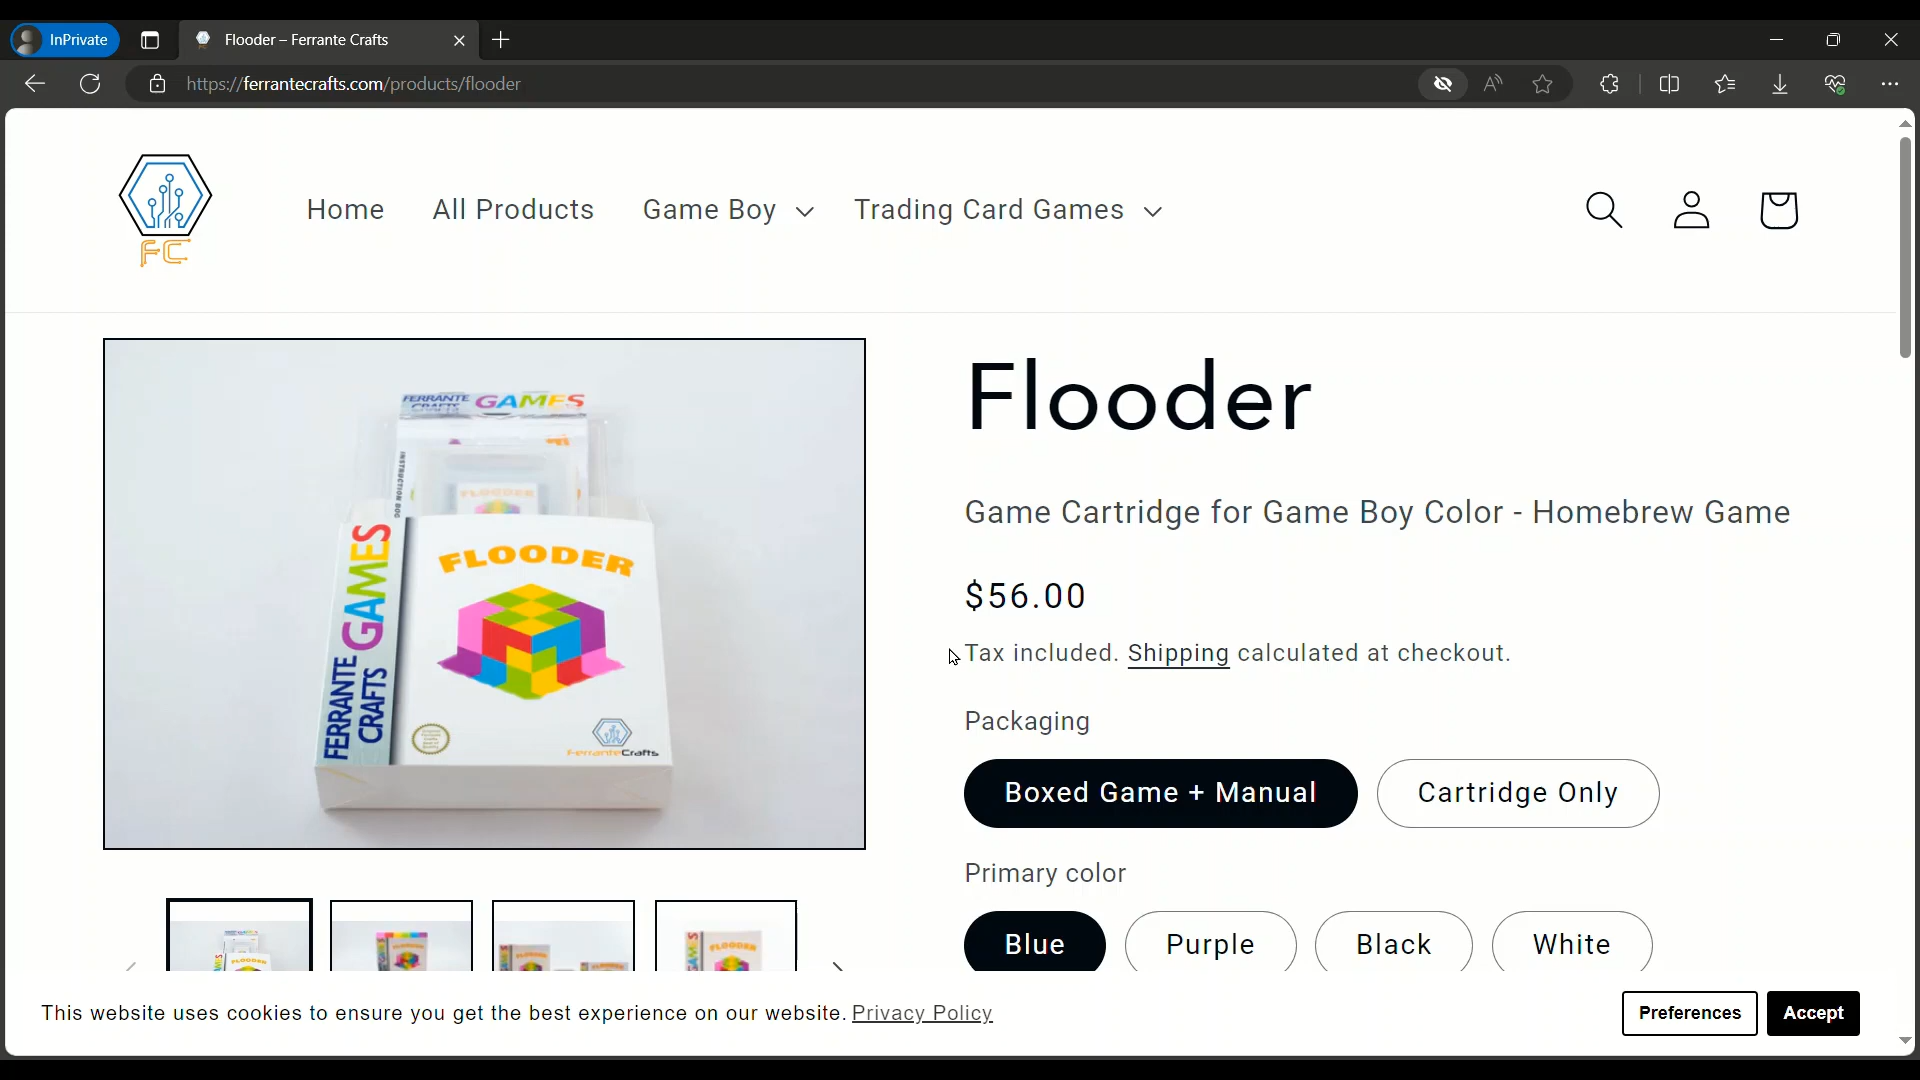 InPrivate
Flooder – Ferrante Crafts
https://ferrantecrafts.com/products/flooder
FC
Home
All Products
Game Boy
Trading Card Games
FERRANTE CRAFTS GAMES
FLOODER
FLOODER
FERRANTE CRAFTS GAMES
FerranteCrafts
Flooder
Game Cartridge for Game Boy Color - Homebrew Game
$56.00
Tax included. Shipping calculated at checkout.
Packaging
Boxed Game + Manual
Cartridge Only
Primary color
Blue
Purple
Black
White
This website uses cookies to ensure you get the best experience on our website. Privacy Policy
Preferences
Accept